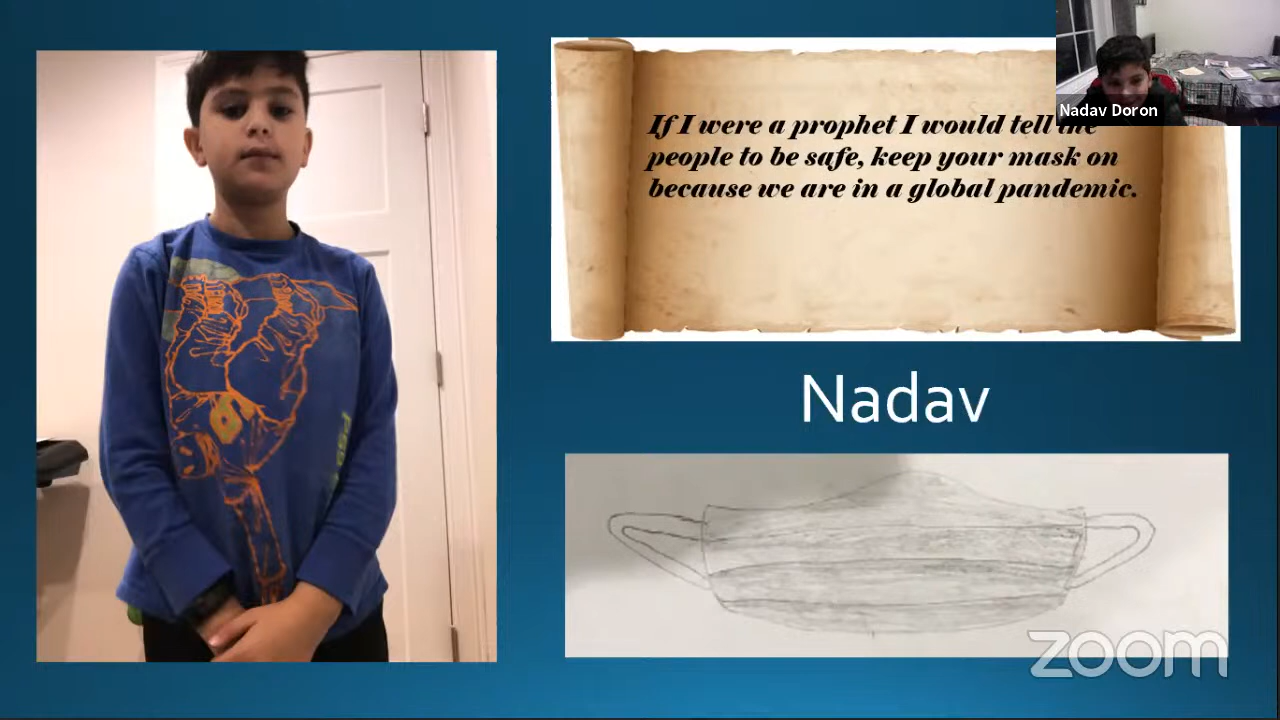 Nadav Doron
If I were a prophet I would tell the
people to be safe, keep your mask on
because we are in a global pandemic.
Nadav
zoom